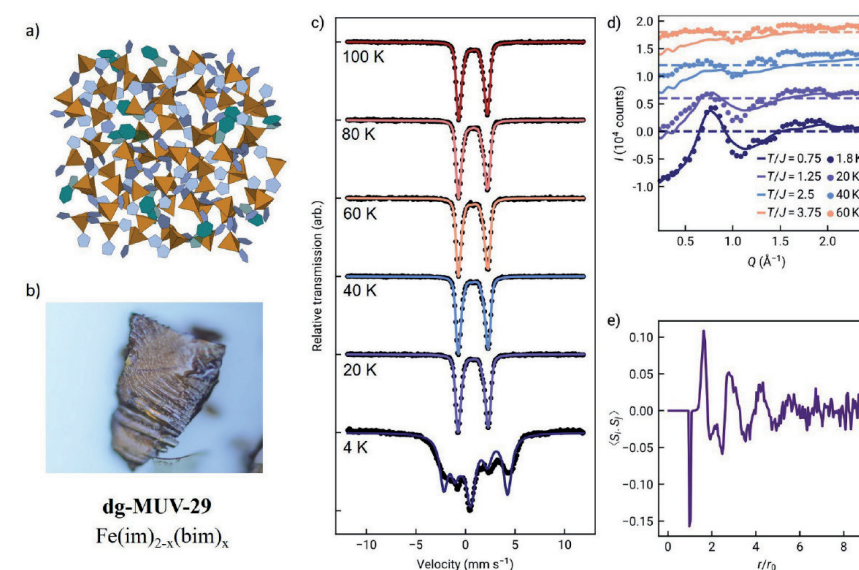 a)
b)
dg-MUV-29
Fe(im)2-x(bim)x
c)
100 K
80 K
60 K
40 K
20 K
4 K
Relative transmission (arb.)
−10 −5 0 5 10
Velocity (mm s⁻¹)
d)
2.0
1.5
1.0
0.5
0.0
−0.5
−1.0
I (10⁴ counts)
T/J = 0.75 1.8 K
T/J = 1.25 20 K
T/J = 2.5 40 K
T/J = 3.75 60 K
0.5 1.0 1.5 2.0
Q (Å⁻¹)
e)
0.10
0.05
0.00
−0.05
−0.10
−0.15
⟨Si. Sj⟩
0 2 4 6 8
r/r0